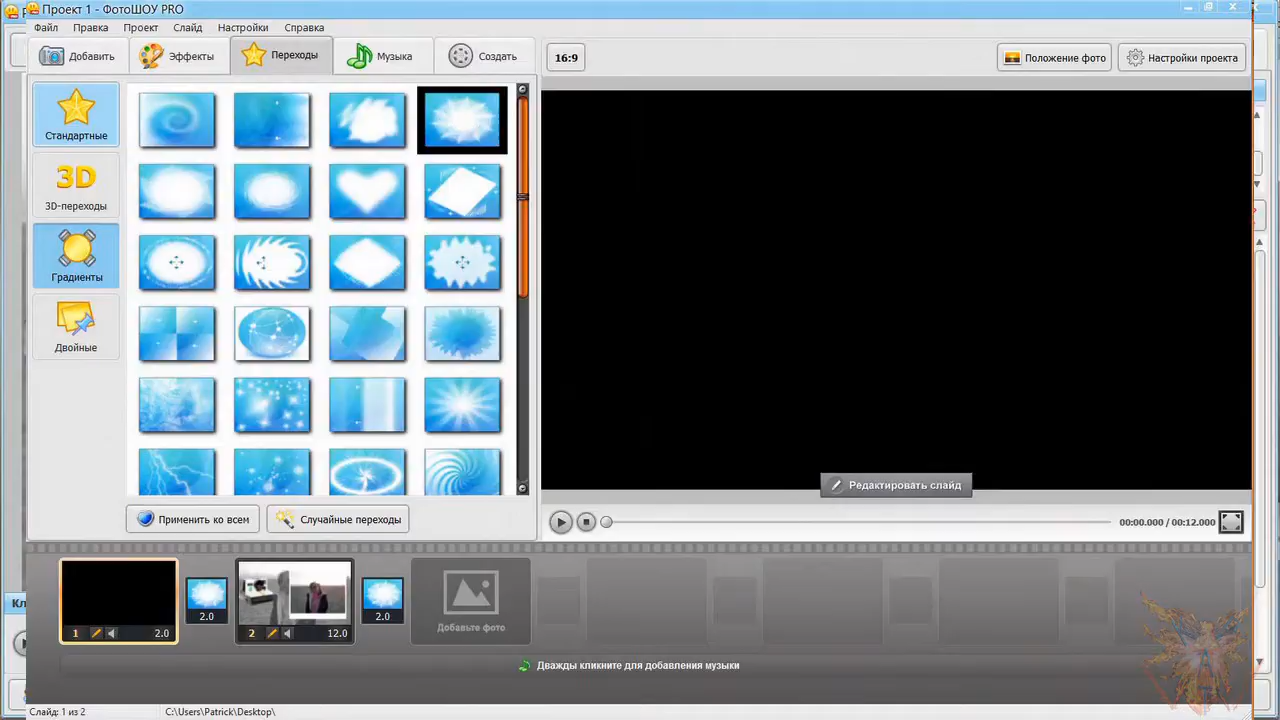 Проект 1 - ФотоШОУ PRO
Файл Правка Проект Слайд Настройки Справка
Добавить Эффекты Переходы Музыка Создать
16:9 Положение фото Настройки проекта
Стандартные
3D
3D-переходы
Градиенты
Двойные
Редактировать слайд
Применить ко всем Случайные переходы
00:00.000 / 00:12.000
2.0 2.0
Добавьте фото
1 2.0 2 12.0
Дважды кликните для добавления музыки
Слайд: 1 из 2 C:\Users\Patrick\Desktop\